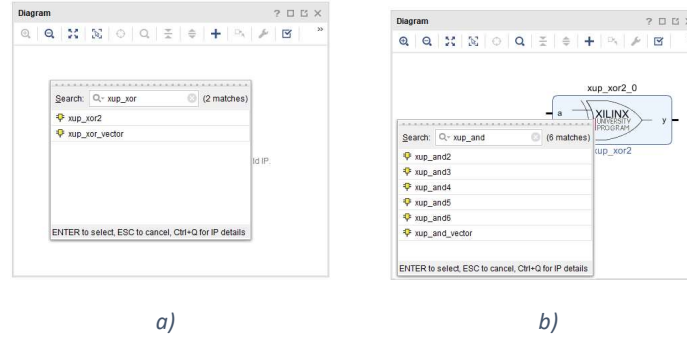 Diagram
Search: xup_xor (2 matches)
xup_xor2
xup_xor_vector
ld IP.
ENTER to select, ESC to cancel, Ctrl+Q for IP details
a)
Diagram
xup_xor2_0
a XILINX y
UNIVERSITY
PROGRAM
xup_xor2
Search: xup_and (6 matches)
xup_and2
xup_and3
xup_and4
xup_and5
xup_and6
xup_and_vector
ENTER to select, ESC to cancel, Ctrl+Q for IP details
b)